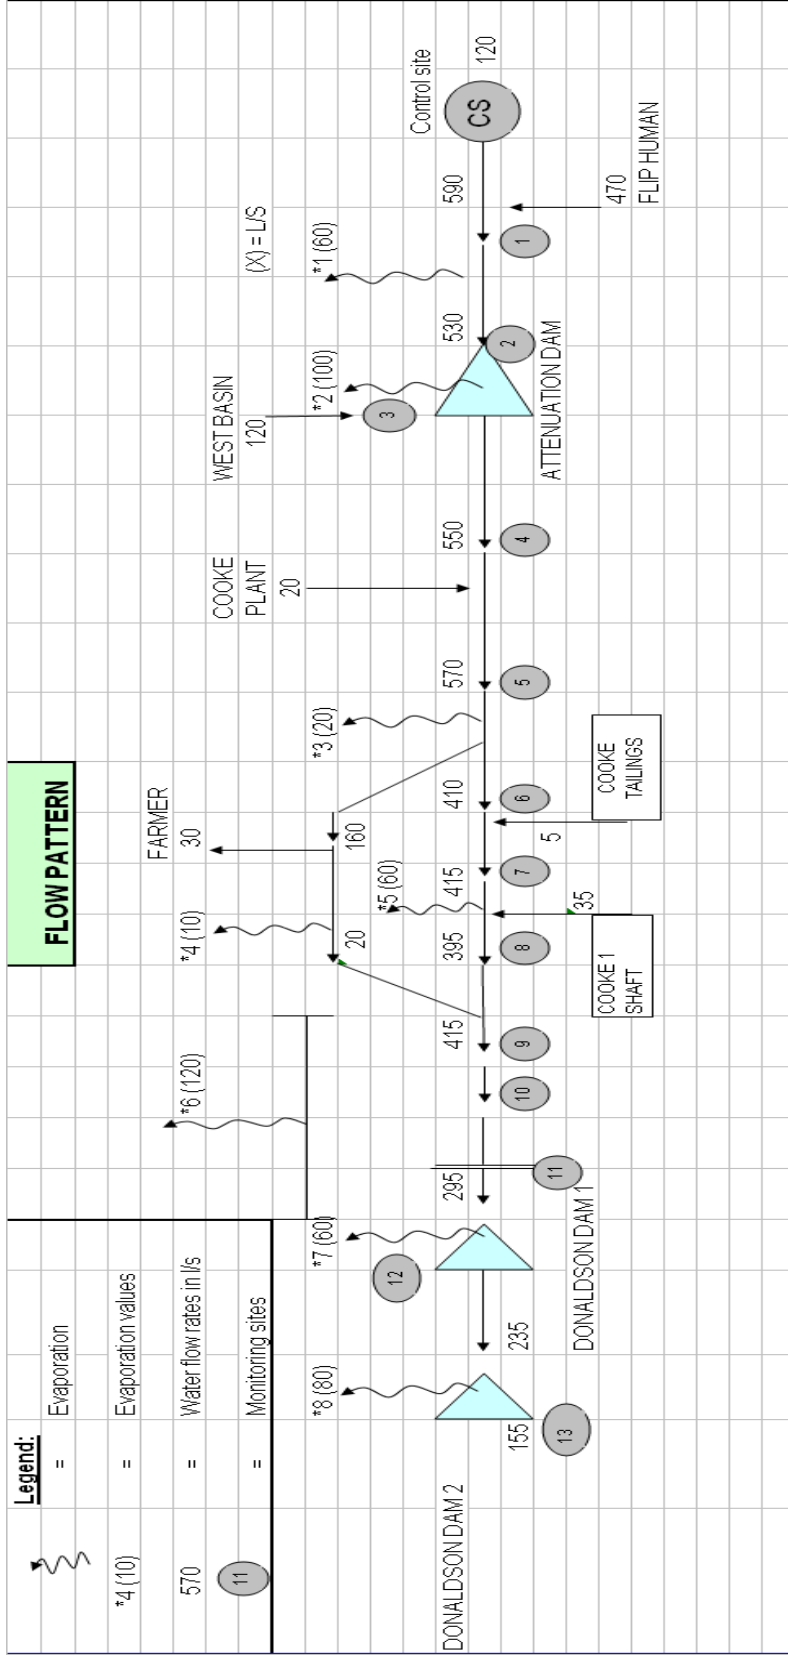 FLOW PATTERN
Legend:
= Evaporation
*4 (10) = Evaporation values
570 = Water flow rates in l/s
11 = Monitoring sites
*6 (120)
*4 (10)
FARMER
30
COOKE
PLANT
20
WEST BASIN
120
(X) = L/S
*8 (80)
*7 (60)
20
160
*5 (60)
*3 (20)
*2 (100)
*1 (60)
12
3
Control site
DONALDSON DAM 2
155
235
295
415
395
415
410
570
550
530
590
CS
120
13
11
10
9
8
7
6
5
4
2
1
DONALDSON DAM 1
35
5
ATTENUATION DAM
COOKE 1
SHAFT
COOKE
TAILINGS
470
FLIP HUMAN